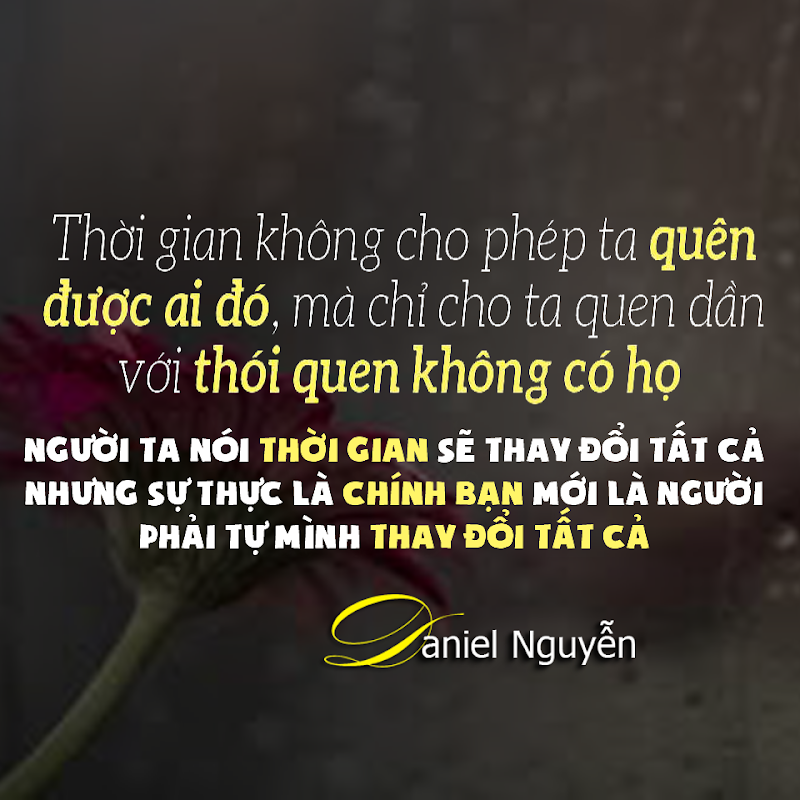 Thời gian không cho phép ta quên
được ai đó, mà chỉ cho ta quen dần
với thói quen không có họ
NGƯỜI TA NÓI THỜI GIAN SẼ THAY ĐỔI TẤT CẢ
NHƯNG SỰ THỰC LÀ CHÍNH BẠN MỚI LÀ NGƯỜI
PHẢI TỰ MÌNH THAY ĐỔI TẤT CẢ
Daniel Nguyễn